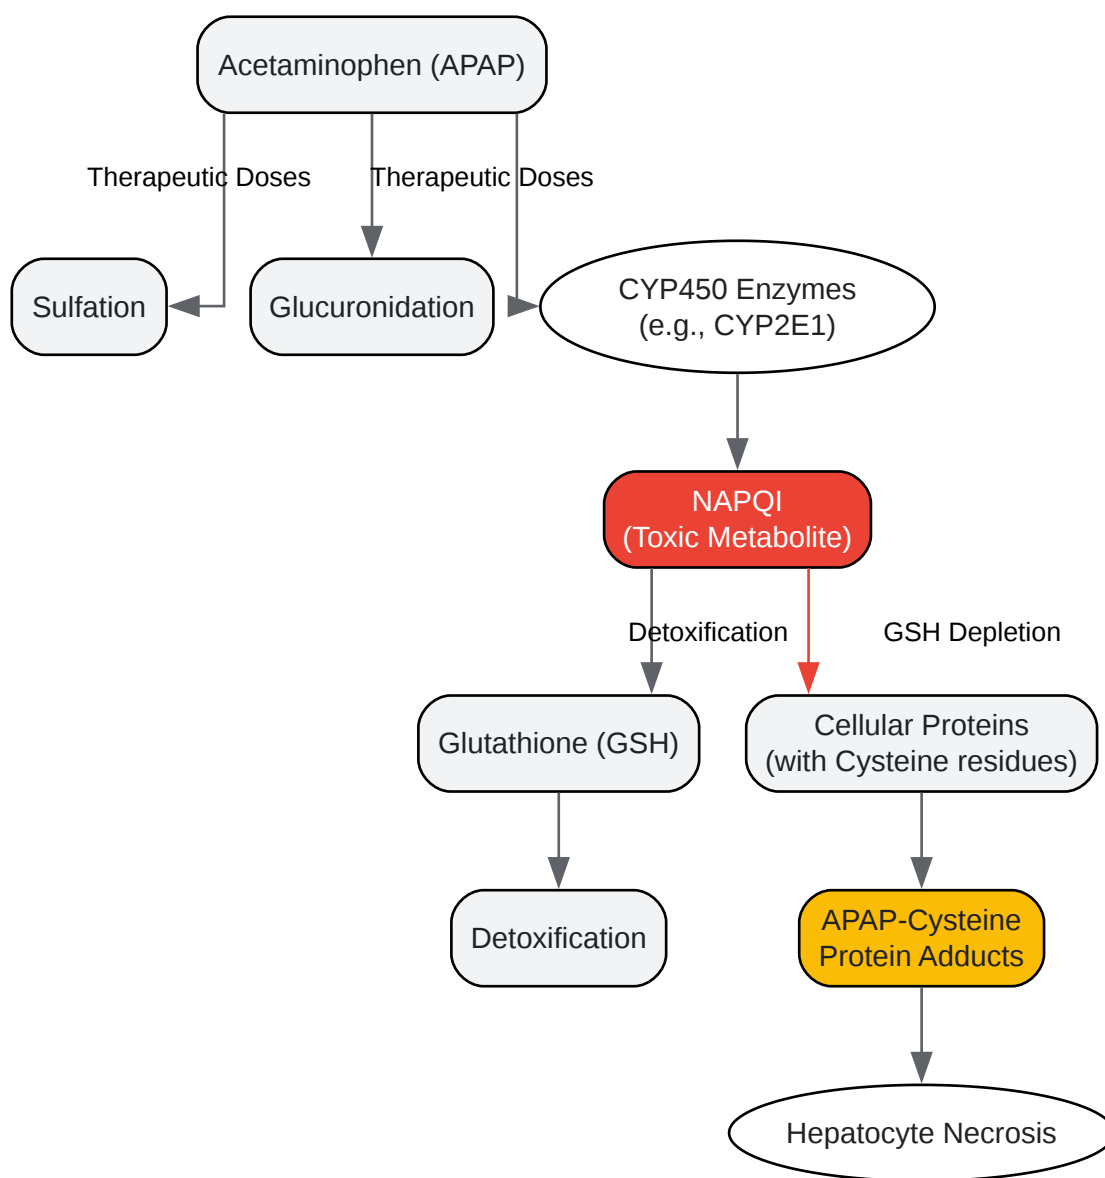 Acetaminophen (APAP)
Therapeutic Doses
Therapeutic Doses
Sulfation
Glucuronidation
CYP450 Enzymes
(e.g., CYP2E1)
NAPQI
(Toxic Metabolite)
Detoxification
GSH Depletion
Glutathione (GSH)
Cellular Proteins
(with Cysteine residues)
Detoxification
APAP-Cysteine
Protein Adducts
Hepatocyte Necrosis